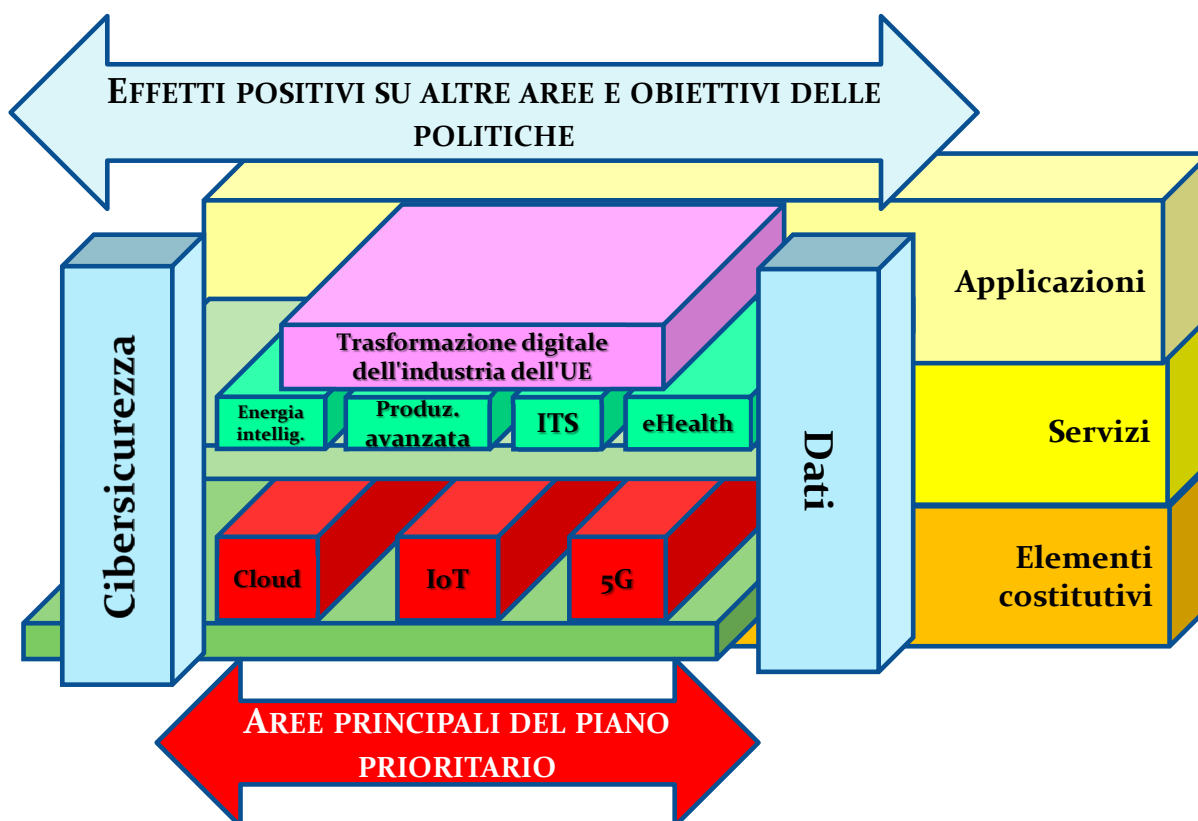 EFFETTI POSITIVI SU ALTRE AREE E OBIETTIVI DELLE
POLITICHE
Applicazioni
Trasformazione digitale
dell'industria dell'UE
Energia
intellig.
Produz.
avanzata
ITS
eHealth
Servizi
Cibersicurezza
Dati
Cloud
IoT
5G
Elementi
costitutivi
AREE PRINCIPALI DEL PIANO
PRIORITARIO